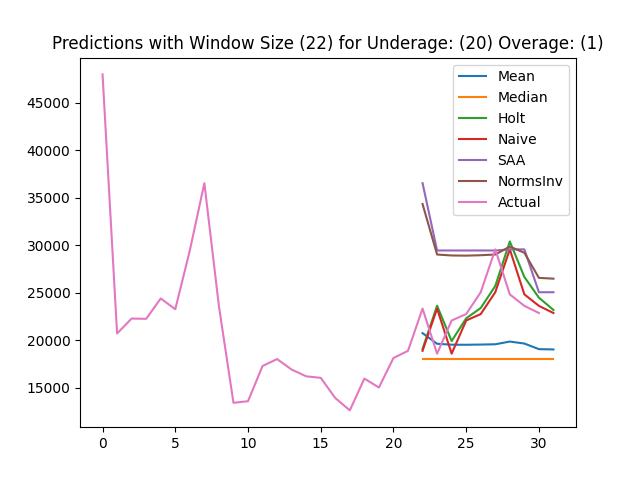 Predictions with Window Size (22) for Underage: (20) Overage: (1)
Mean
Median
Holt
Naive
SAA
NormsInv
Actual
45000
40000
35000
30000
25000
20000
15000
0 5 10 15 20 25 30